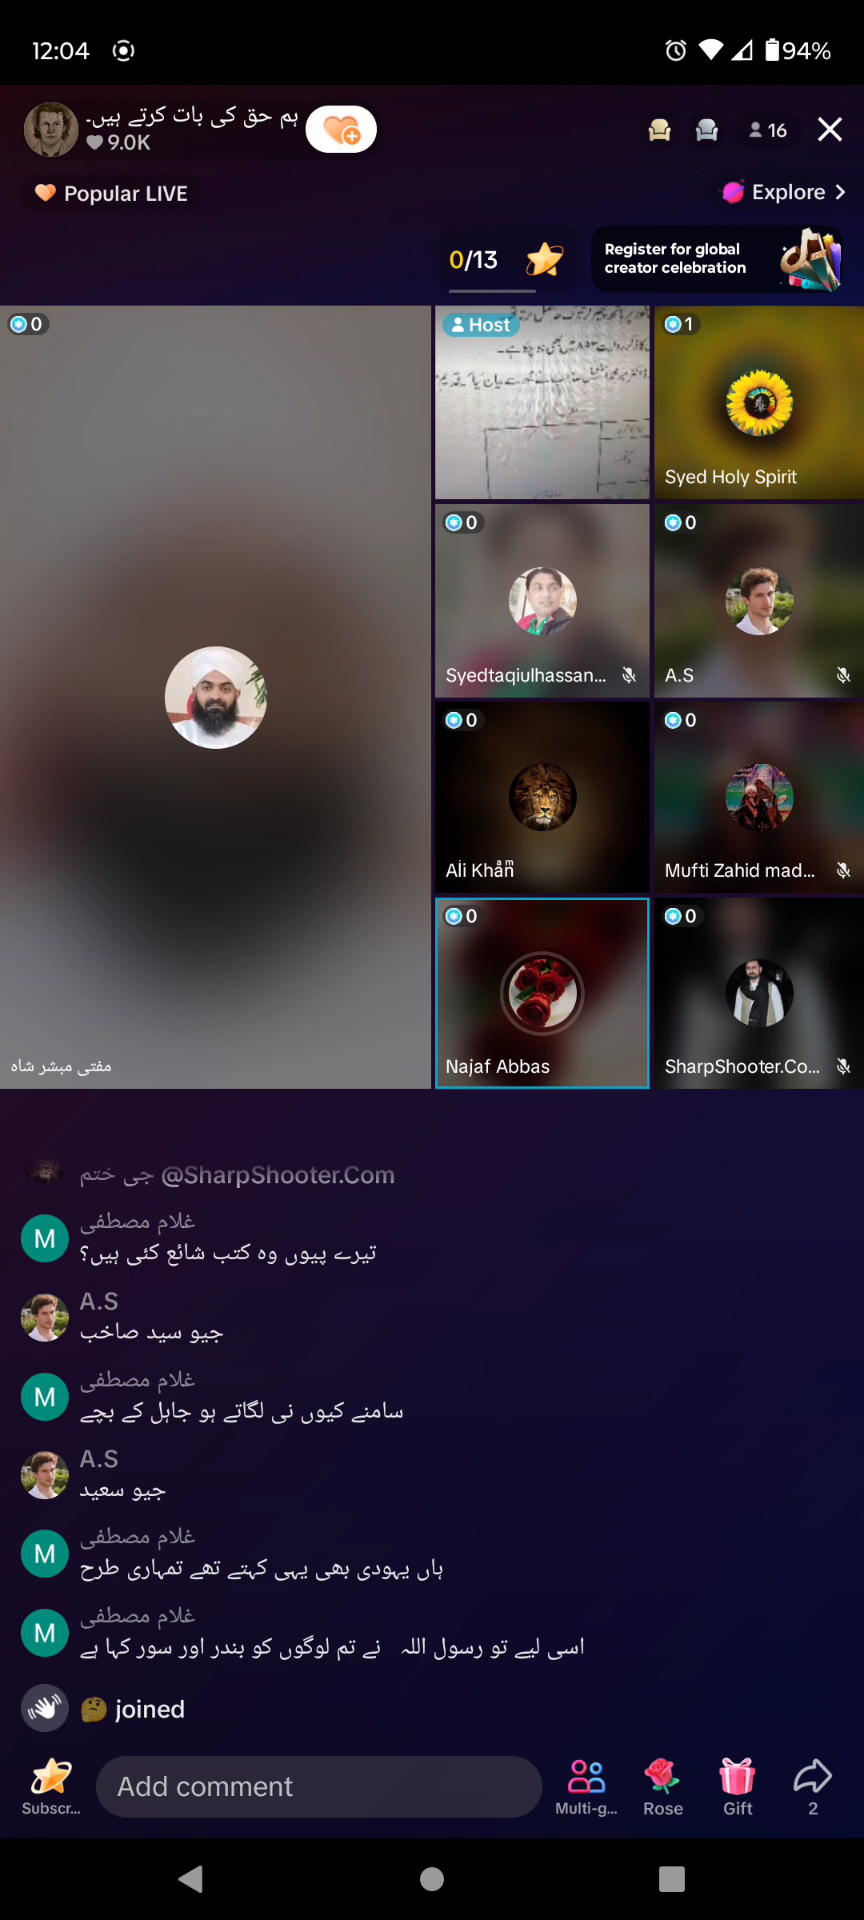 12:04
94%
ہم حق کی بات کرتے ہیں۔
9.0K
16
Popular LIVE
Explore
0/13
Register for global
creator celebration
0
مفتی مبشر شاہ
Host
1
Syed Holy Spirit
0
Syedtaqiulhassan...
0
A.S
0
Ali Khan
0
Mufti Zahid mad...
0
Najaf Abbas
0
SharpShooter.Co...
جی ختم @SharpShooter.Com
M
غلام مصطفی
تیرے پیوں وہ کتب شائع کئی ہیں؟
A.S
جیو سید صاخب
M
غلام مصطفی
سامنے کیوں نی لگاتے ہو جاہل کے بچے
A.S
جیو سعید
M
غلام مصطفی
ہاں یہودی بھی یہی کہتے تھے تمہاری طرح
M
غلام مصطفی
اسی لیے تو رسول اللہ نے تم لوگوں کو بندر اور سور کہا ہے
🤔 joined
Add comment
Subscr...
Multi-g...
Rose
Gift
2